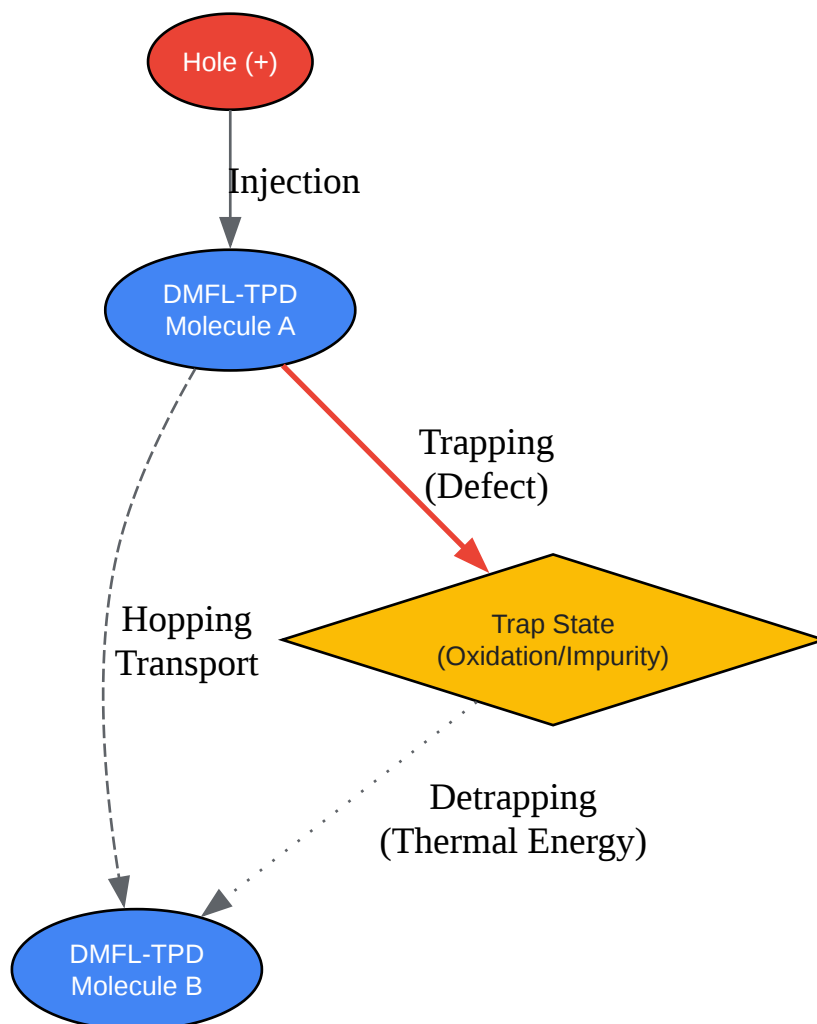 Hole (+)
Injection
DMFL-TPD
Molecule A
Trapping
(Defect)
Hopping
Transport
Trap State
(Oxidation/Impurity)
Detrapping
(Thermal Energy)
DMFL-TPD
Molecule B